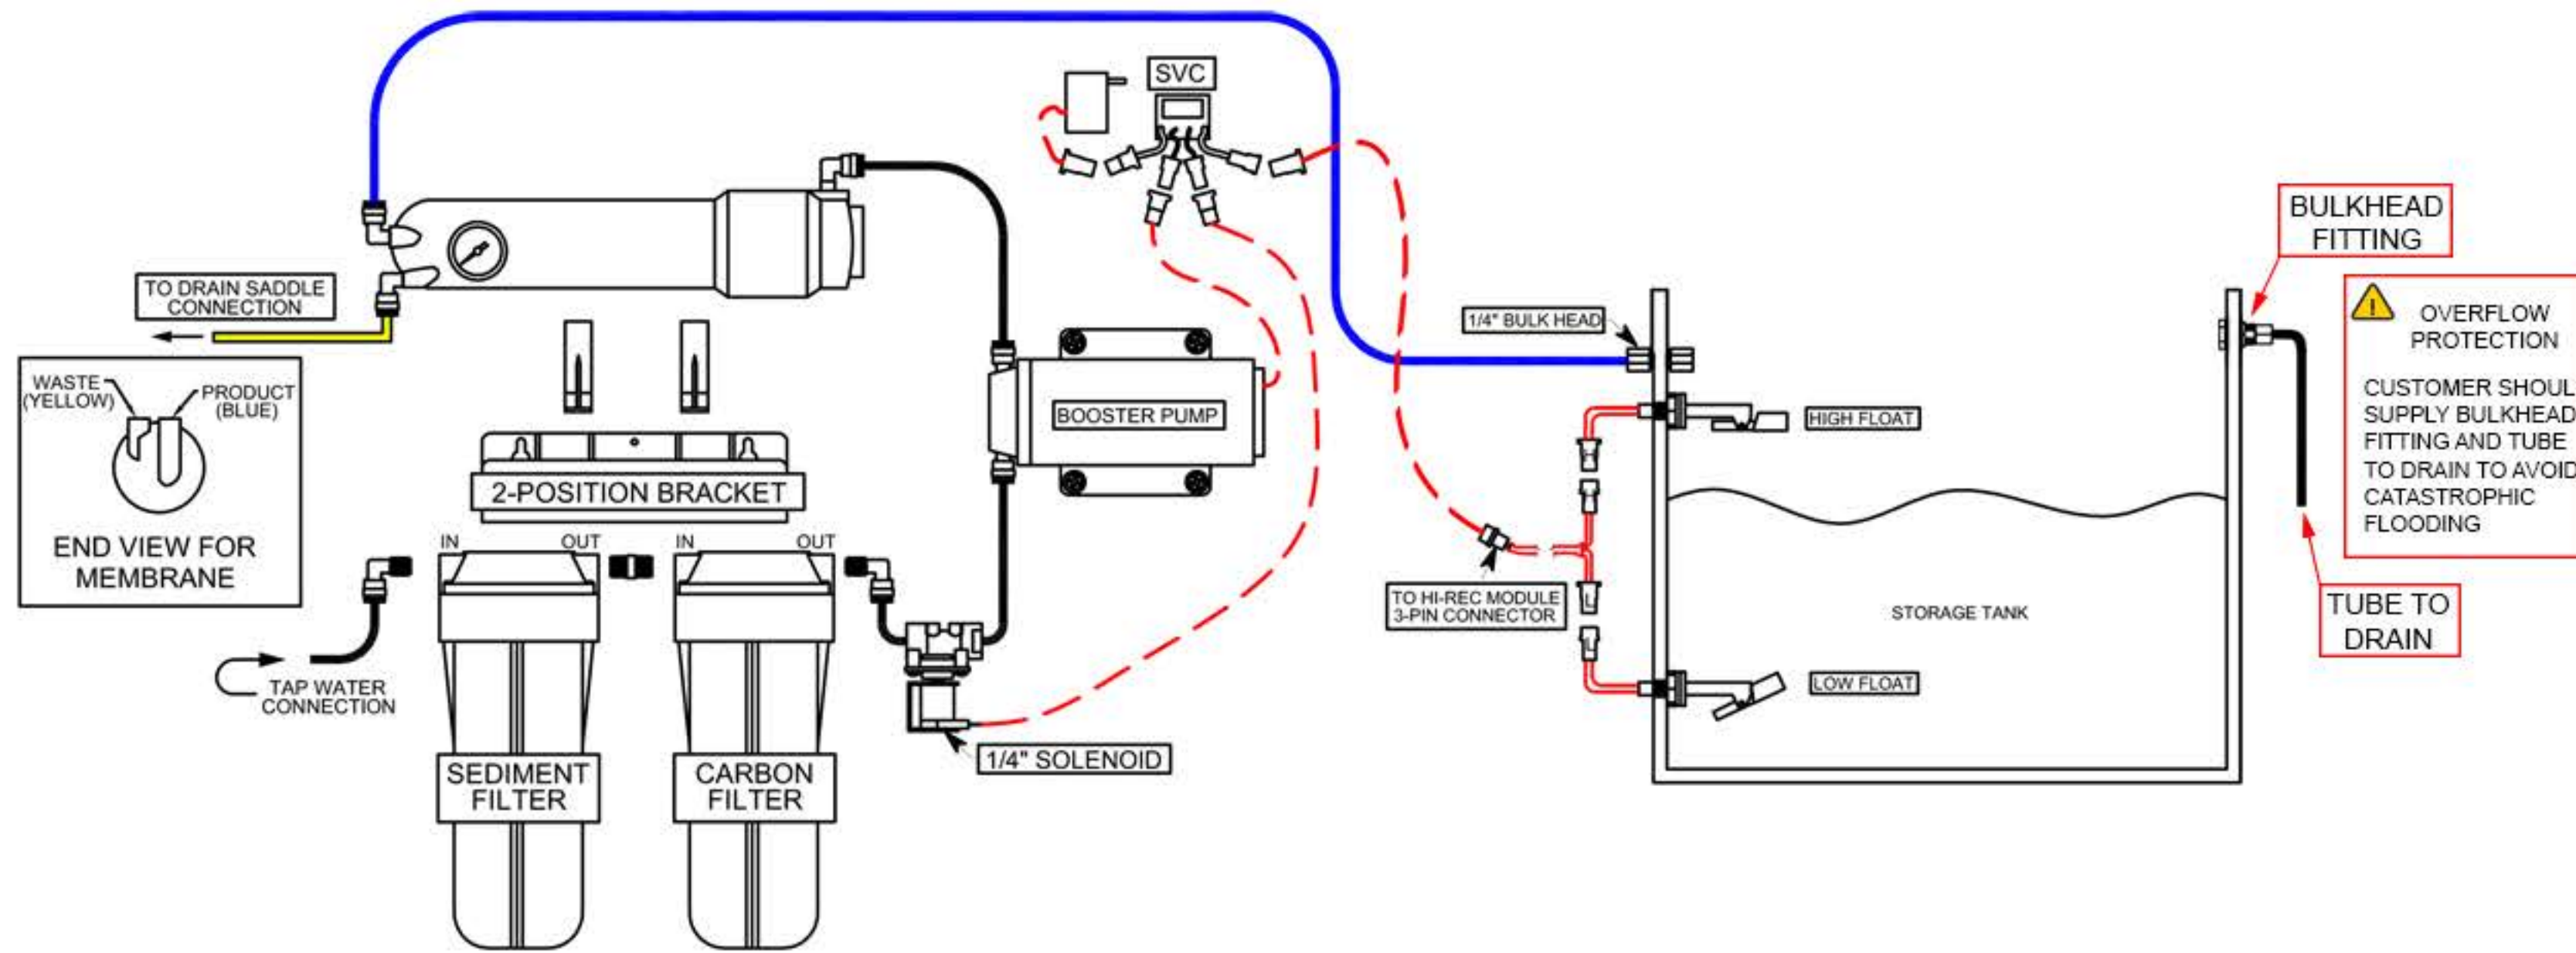 SVC
BULKHEAD
FITTING
TO DRAIN SADDLE
CONNECTION
1/4" BULK HEAD
OVERFLOW
PROTECTION
CUSTOMER SHOUL
SUPPLY BULKHEAD
FITTING AND TUBE
TO DRAIN TO AVOID
CATASTROPHIC
FLOODING
WASTE
(YELLOW)
PRODUCT
(BLUE)
END VIEW FOR
MEMBRANE
BOOSTER PUMP
HIGH FLOAT
2-POSITION BRACKET
IN
OUT
IN
OUT
H
L
L
TO HI-REC MODULE
3-PIN CONNECTOR
STORAGE TANK
TUBE TO
DRAIN
TAP WATER
CONNECTION
LOW FLOAT
1/4" SOLENOID
SEDIMENT
FILTER
CARBON
FILTER